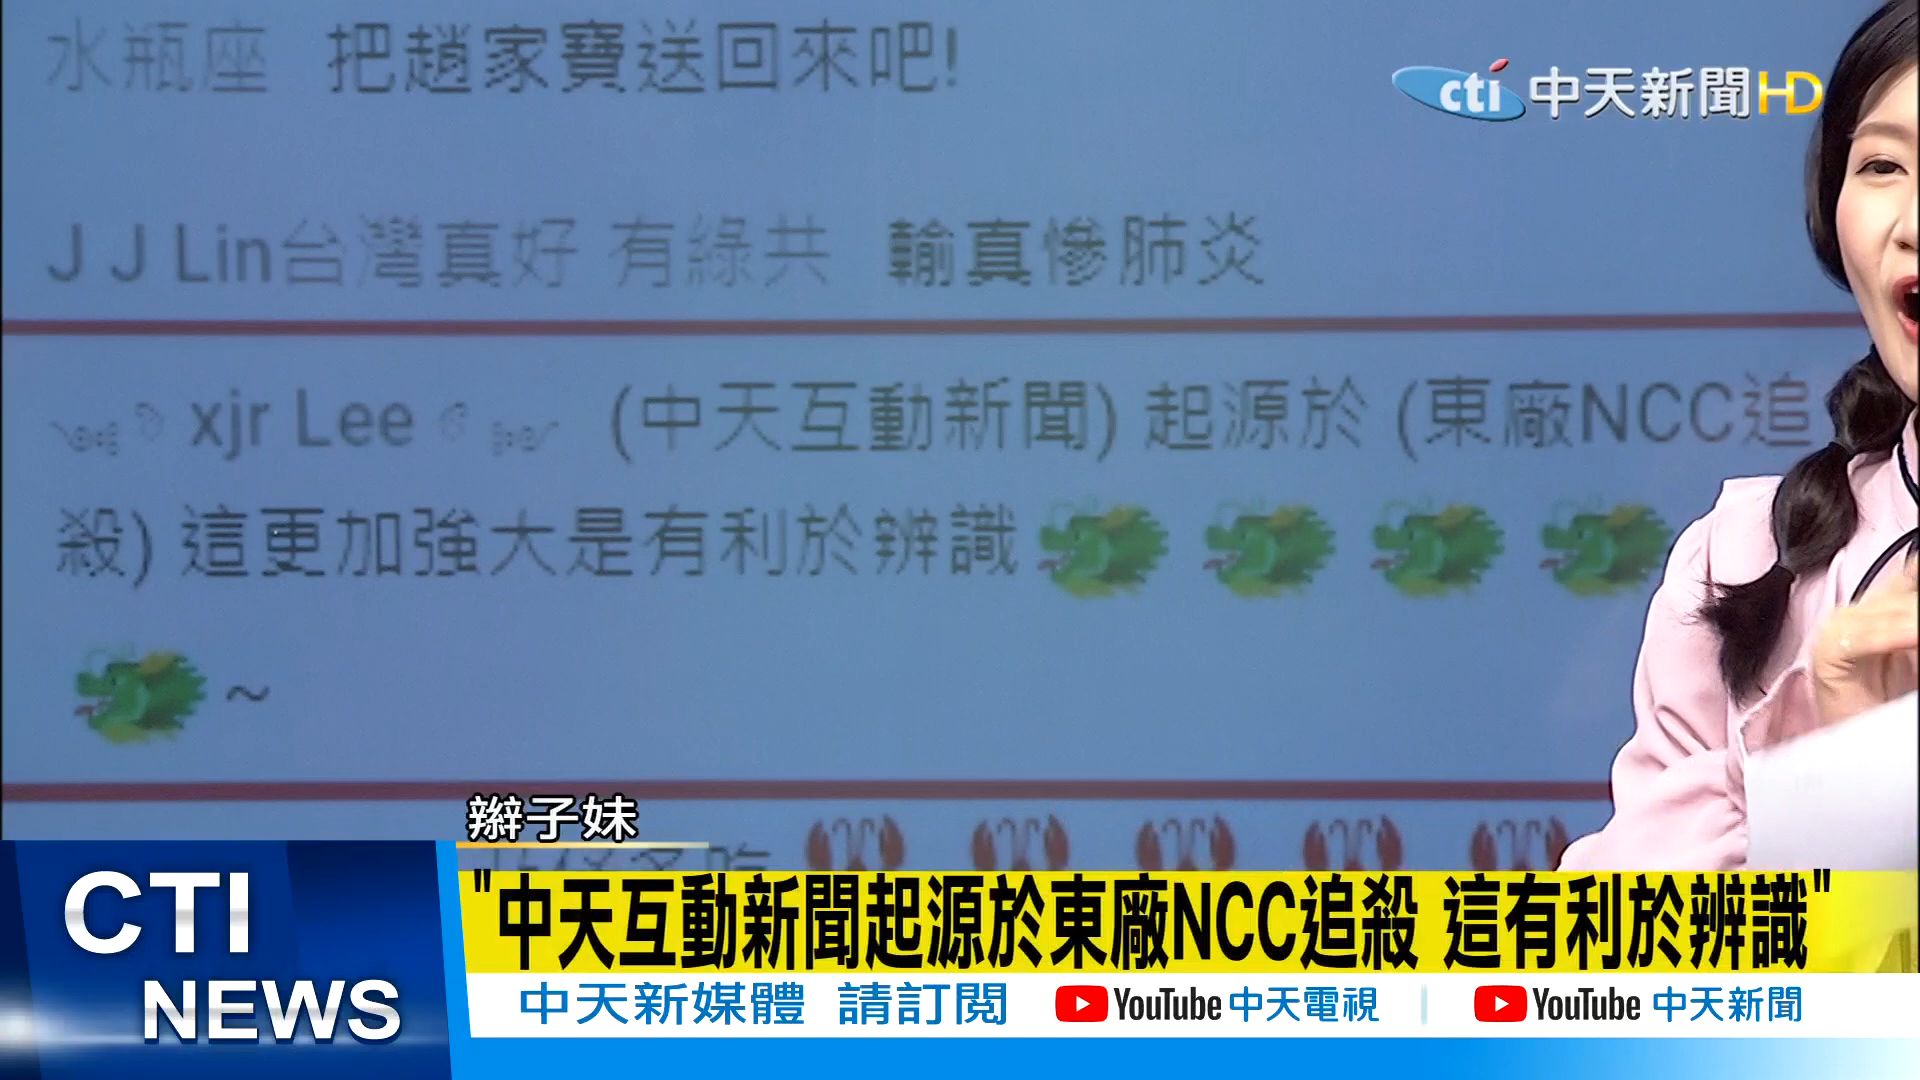 水瓶座 把趙家寶送回來吧!
cti 中天新聞HD
J J Lin台灣真好 有綠共 輸真慘肺炎
xjr Lee (中天互動新聞) 起源於 (東廠NCC追
殺) 這更加強大是有利於辨識
~
辮子妹
"中天互動新聞起源於東廠NCC追殺 這有利於辨識"
CTI
NEWS
中天新媒體 請訂閱 YouTube 中天電視 | YouTube 中天新聞